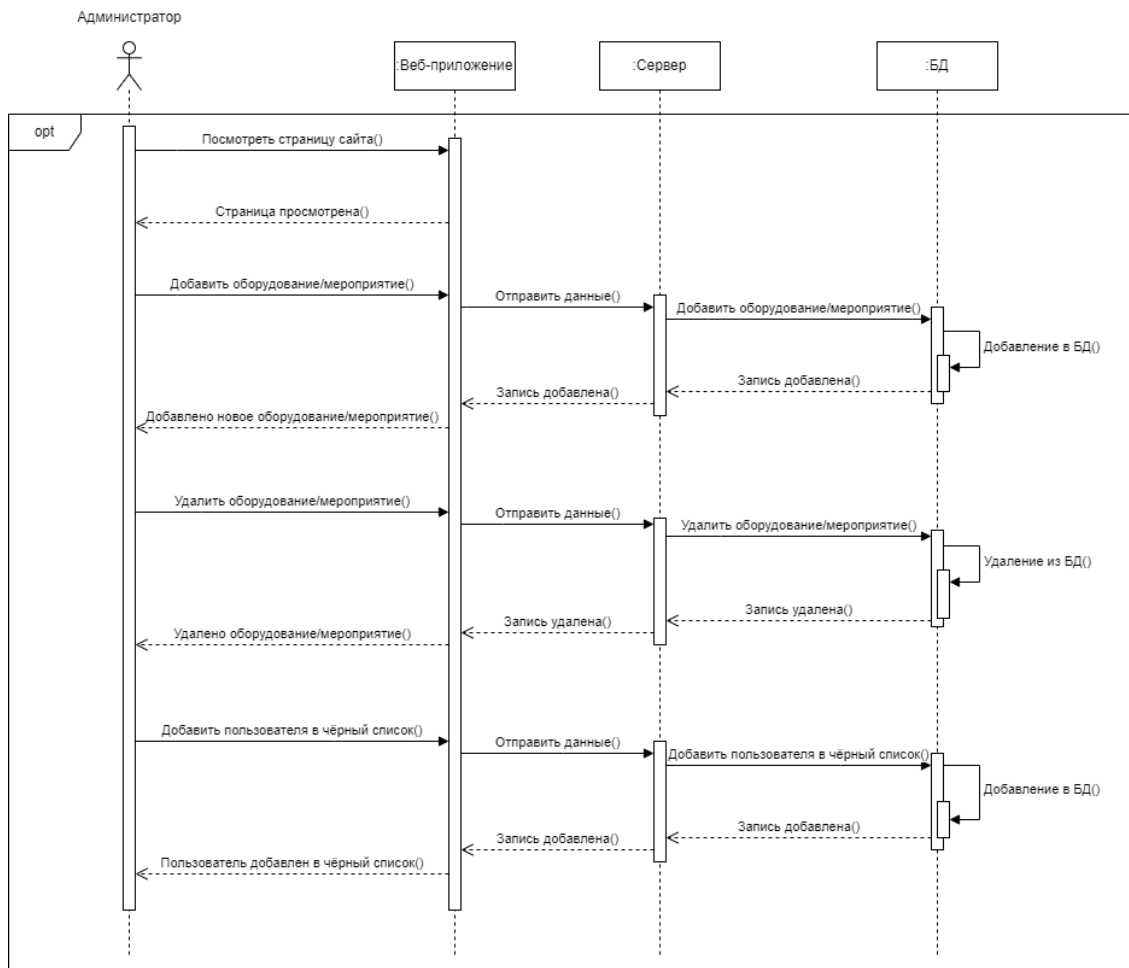 Администратор
:Веб-приложение
:Сервер
:БД
opt
Посмотреть страницу сайта()
Страница просмотрена()
Добавить оборудование/мероприятие()
Отправить данные()
Добавить оборудование/мероприятие()
Добавление в БД()
Запись добавлена()
Запись добавлена()
Добавлено новое оборудование/мероприятие()
Удалить оборудование/мероприятие()
Отправить данные()
Удалить оборудование/мероприятие()
Удаление из БД()
Запись удалена()
Запись удалена()
Удалено оборудование/мероприятие()
Добавить пользователя в чёрный список()
Отправить данные()
Добавить пользователя в чёрный список()
Добавление в БД()
Запись добавлена()
Запись добавлена()
Пользователь добавлен в чёрный список()